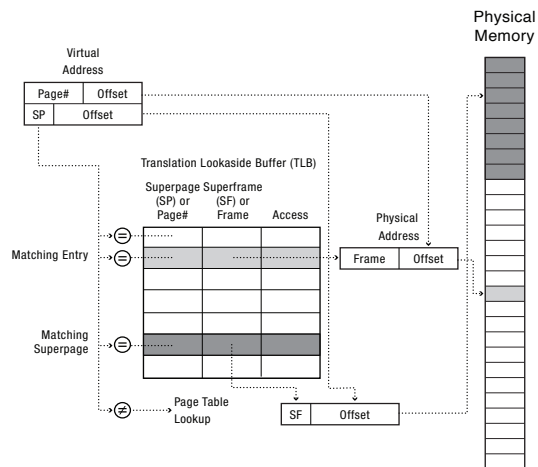 Physical
Memory
Virtual
Address
Page# Offset
SP Offset
Translation Lookaside Buffer (TLB)
Superpage Superframe
(SP) or (SF) or
Page# Frame Access
Physical
Address
=
Matching Entry =
Frame Offset
Matching
Superpage =
Page Table
≠ Lookup
SF Offset